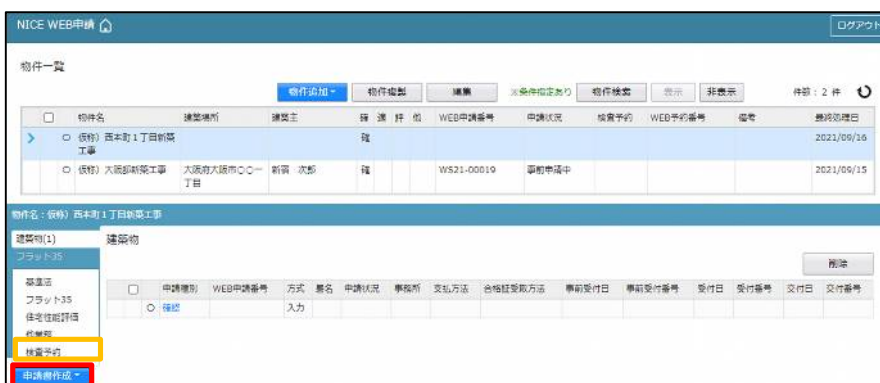 NICE WEB申請
ログアウト
物件一覧
物件追加 物件複製 編集 ※条件指定あり 物件検索 表示 非表示 件数：2 件
物件名 建築場所 建築主 確 適 評 他 WEB申請番号 申請状況 検査予約 WEB予約番号 備考 最終処理日
仮称）西本町１丁目新築工事 確 2021/09/16
仮称）大阪部新築工事 大阪府大阪市〇〇一丁目 新築 次郎 確 WS21-00019 事前申請中 2021/09/15
物件名：仮称）西本町１丁目新築工事
建築物(1) 建築物
フラット35
削除
基準法
フラット35
住宅性能評価
検査予約
申請書作成
申請種別 WEB申請番号 方式 署名 申請状況 事務所 支払方法 合格証受取方法 事前受付日 事前受付番号 受付日 受付番号 交付日 交付番号
確認 入力